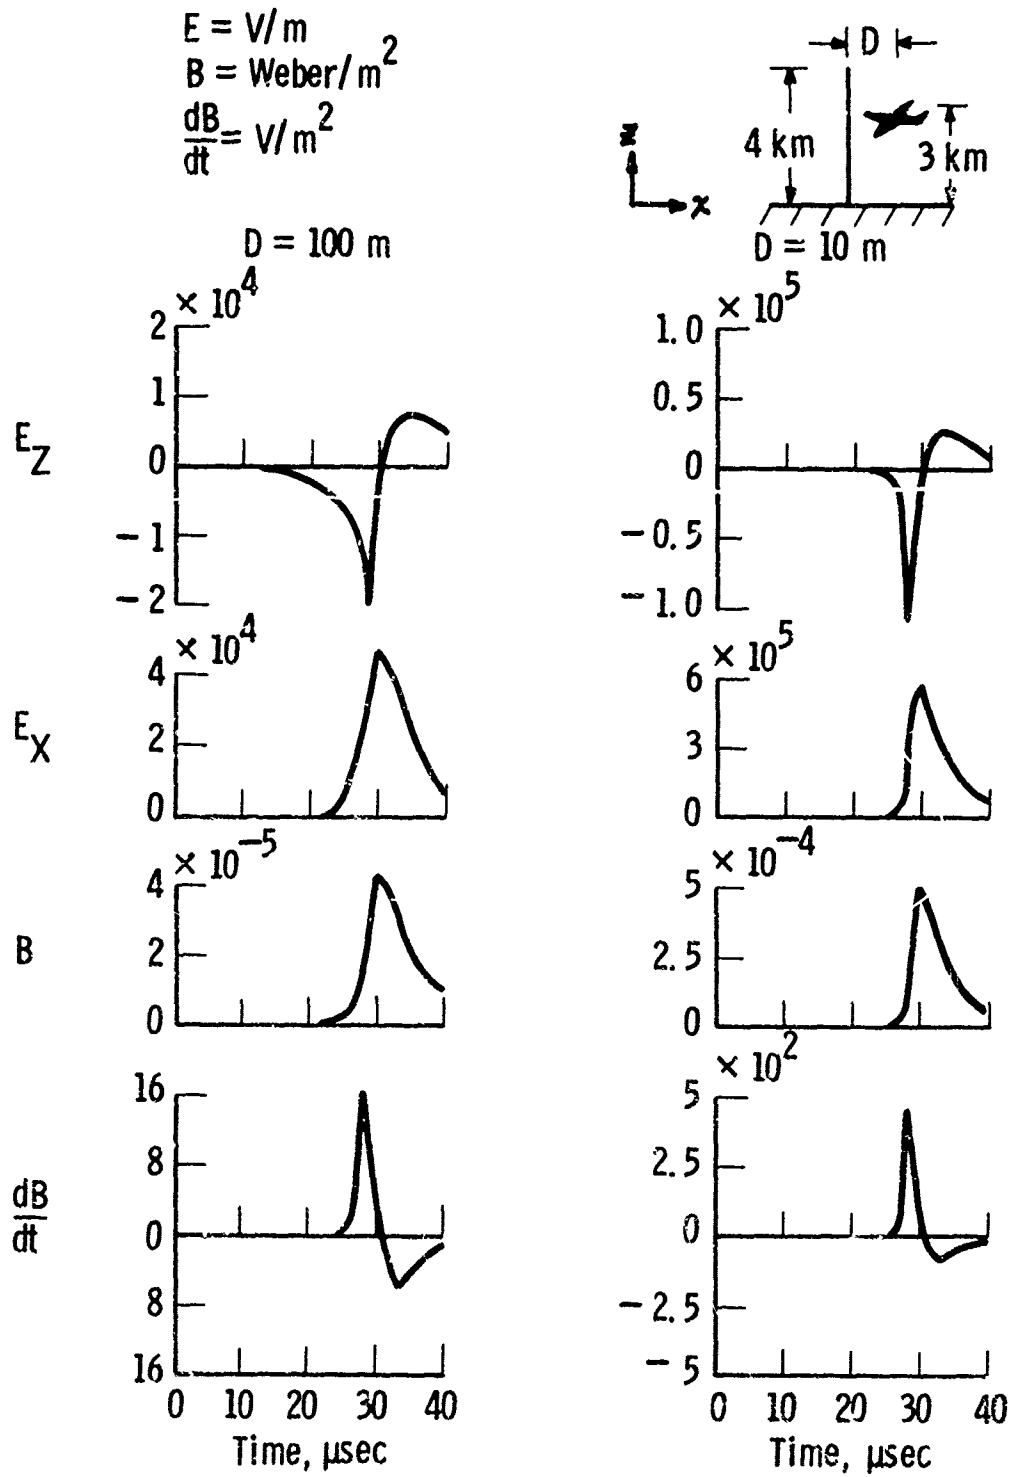 E = V/m
B = Weber/m²
dB/dt = V/m²
D
4 km
3 km
z
x
D = 100 m
D = 10 m
× 10⁴
2
1
0
− 1
− 2
E_Z
× 10⁵
1.0
0.5
0
− 0.5
− 1.0
× 10⁴
4
2
0
E_X
× 10⁵
6
3
0
× 10⁻⁵
4
2
0
B
× 10⁻⁴
5
2.5
0
16
8
0
8
16
dB/dt
× 10²
5
2.5
0
− 2.5
− 5
0 10 20 30 40
Time, μsec
0 10 20 30 40
Time, μsec